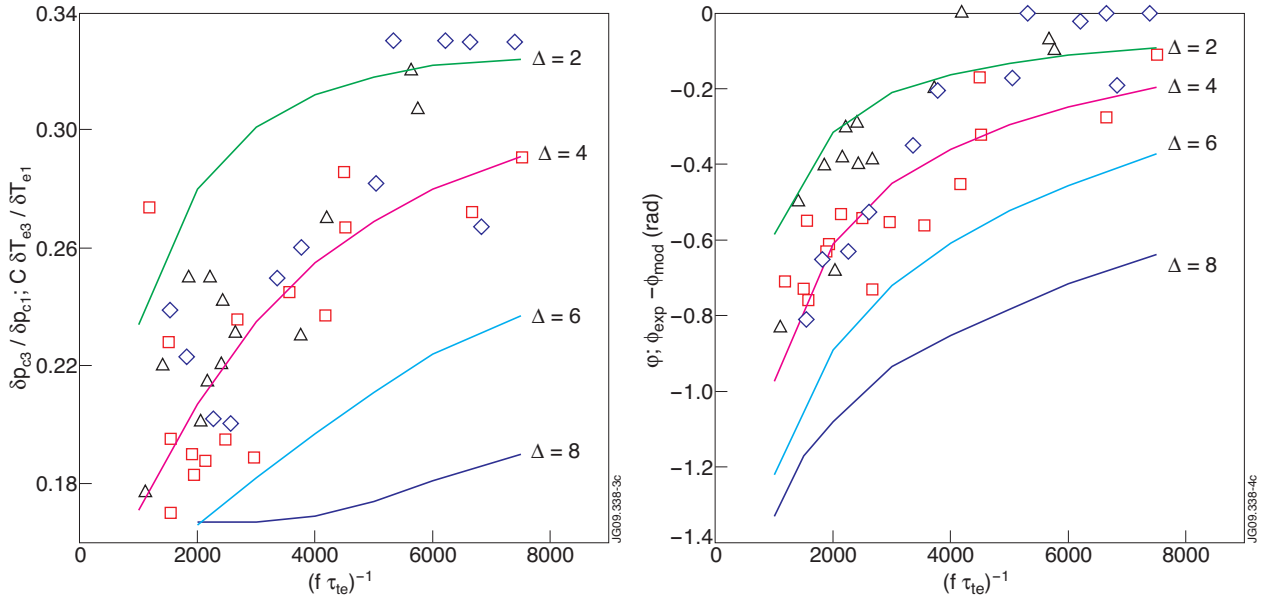 0.34
0.30
0.26
0.22
0.18
0
2000
4000
6000
8000
δp_c3 / δp_c1; C δT_e3 / δT_e1
(f τ_te)⁻¹
Δ = 2
Δ = 4
Δ = 6
Δ = 8
JG09.338-3c
0
−0.2
−0.4
−0.6
−0.8
−1.0
−1.2
−1.4
0
2000
4000
6000
8000
φ; ϕ_exp −ϕ_mod (rad)
(f τ_te)⁻¹
Δ = 2
Δ = 4
Δ = 6
Δ = 8
JG09.338-4c